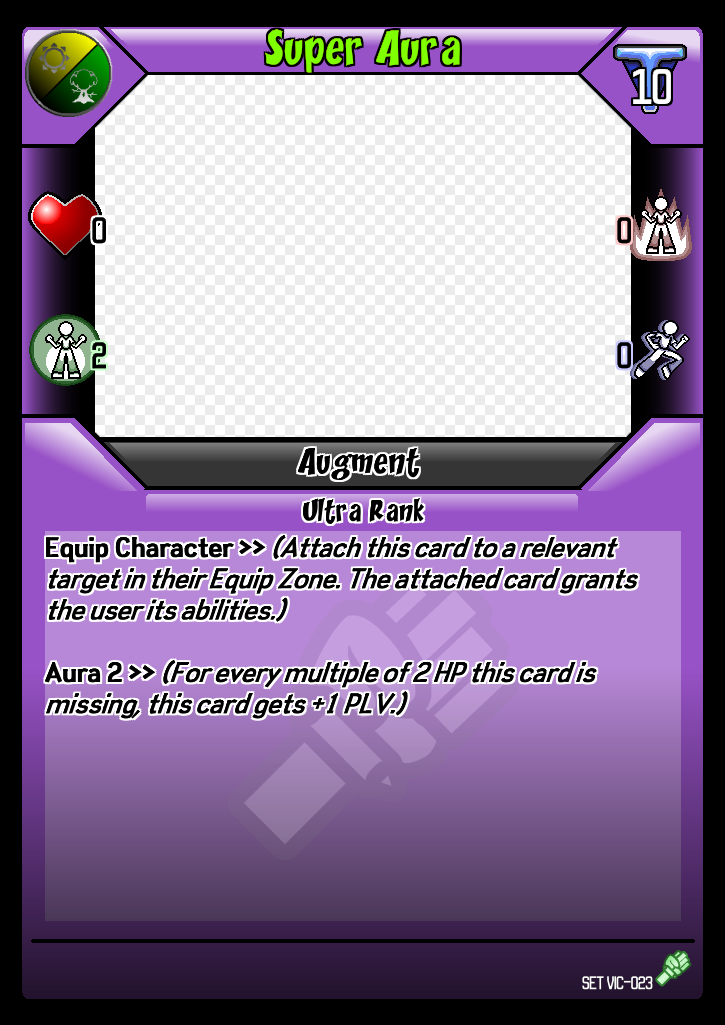 Super Aura
10
0
0
2
0
Augment
Ultra Rank
Equip Character >> (Attach this card to a relevant
target in their Equip Zone. The attached card grants
the user its abilities.)
Aura 2 >> (For every multiple of 2 HP this card is
missing, this card gets +1 PLV.)
SET VIC-023